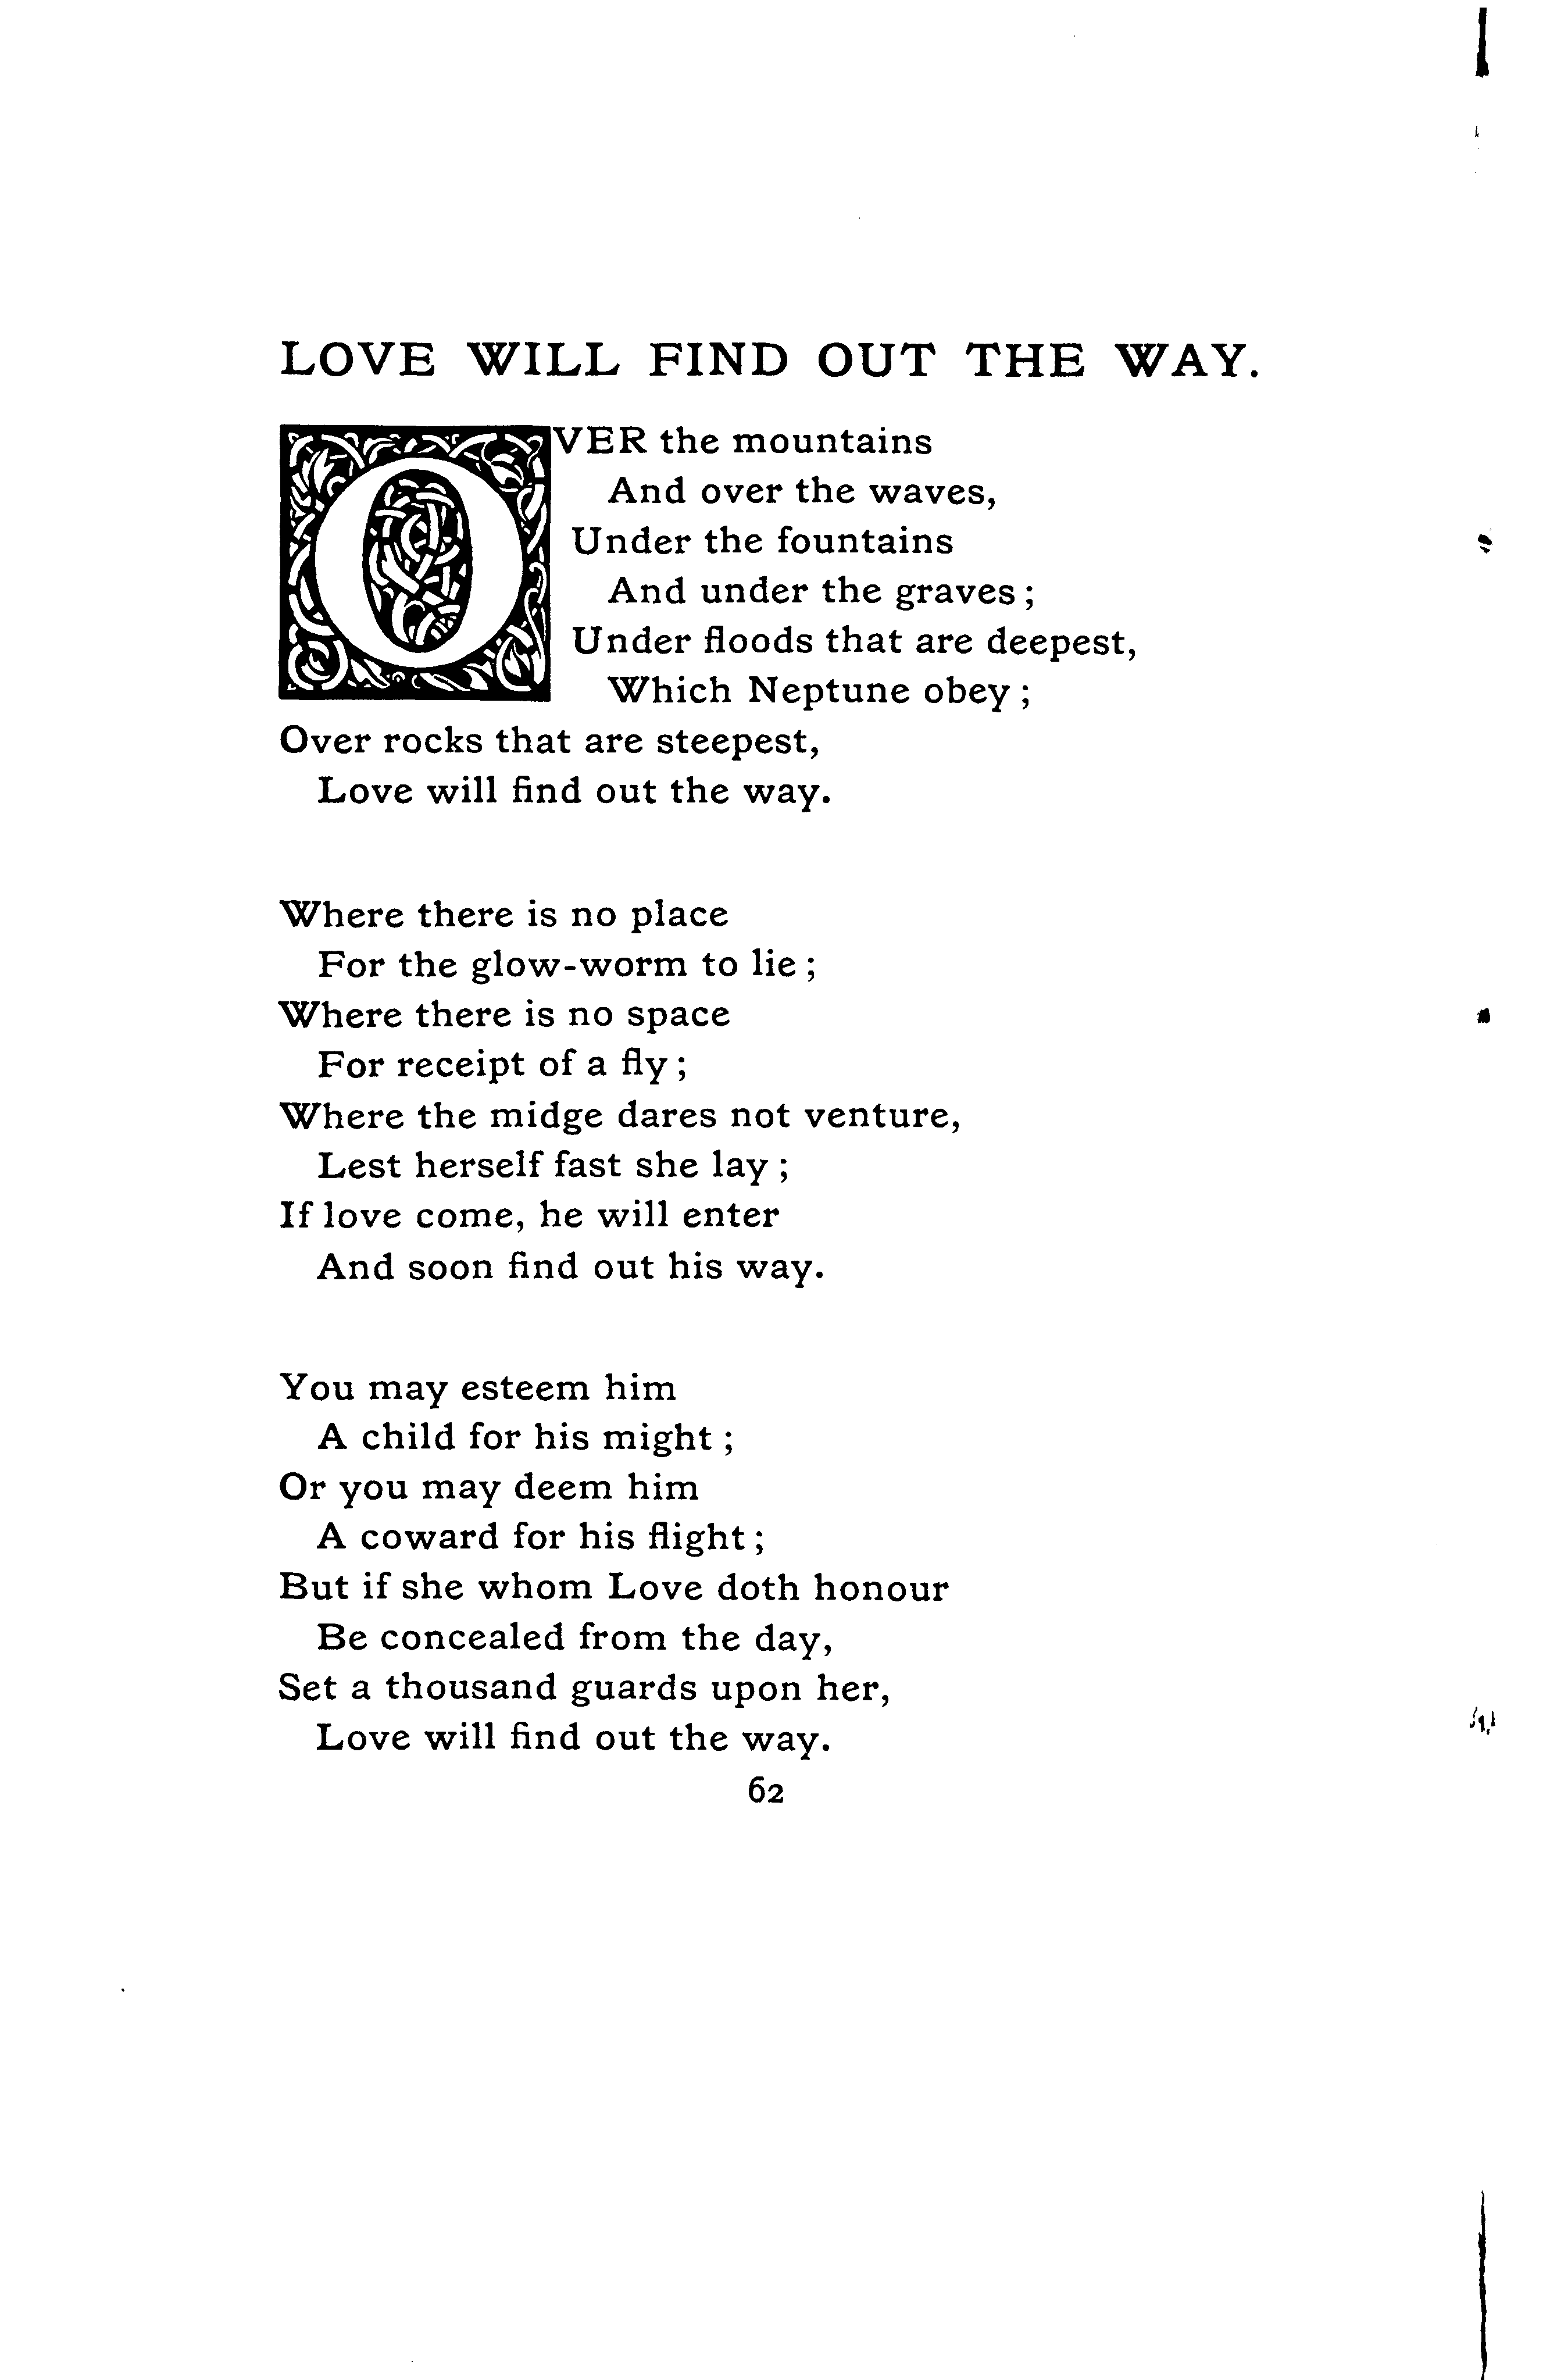 LOVE WILL FIND OUT THE WAY.
OVER the mountains
And over the waves,
Under the fountains
And under the graves ;
Under floods that are deepest,
Which Neptune obey ;
Over rocks that are steepest,
Love will find out the way.
Where there is no place
For the glow-worm to lie ;
Where there is no space
For receipt of a fly ;
Where the midge dares not venture,
Lest herself fast she lay ;
If love come, he will enter
And soon find out his way.
You may esteem him
A child for his might ;
Or you may deem him
A coward for his flight ;
But if she whom Love doth honour
Be concealed from the day,
Set a thousand guards upon her,
Love will find out the way.
62